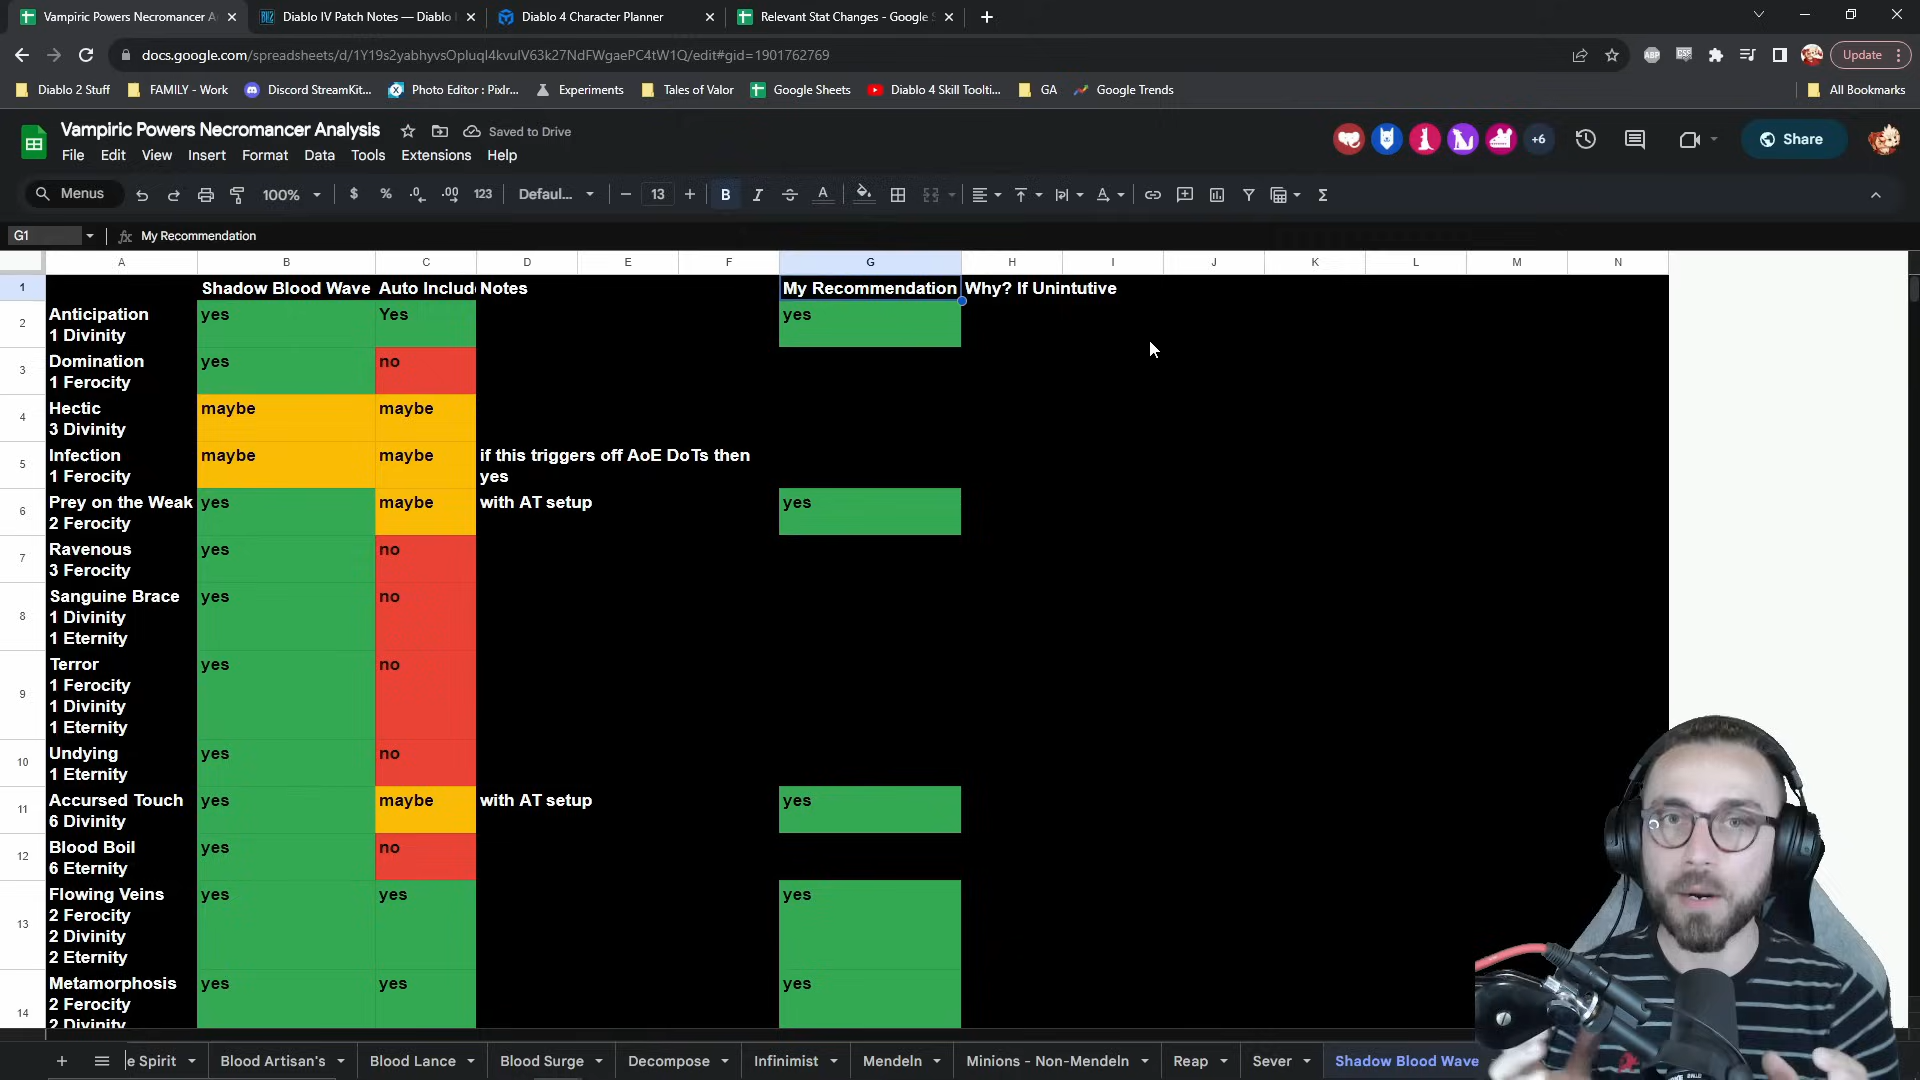 Vampiric Powers Necromancer A
Diablo IV Patch Notes — Diablo
Diablo 4 Character Planner
Relevant Stat Changes - Google S
docs.google.com/spreadsheets/d/1Y19s2yabhyvsOpluqI4kvuIV63k27NdFWgaePC4tW1Q/edit#gid=1901762769
Update
Diablo 2 Stuff
FAMILY - Work
Discord StreamKit...
Photo Editor : Pixlr...
Experiments
Tales of Valor
Google Sheets
Diablo 4 Skill Toolti...
GA
Google Trends
All Bookmarks
Vampiric Powers Necromancer Analysis
Saved to Drive
File Edit View Insert Format Data Tools Extensions Help
+6
Share
Menus
100%
$ % .0 .00 123
Defaul...
13
B I A
G1
fx My Recommendation
A B C D E F G H I J K L M N
1 Shadow Blood Wave Auto Includ Notes My Recommendation Why? If Unintutive
2 Anticipation yes Yes yes
1 Divinity
3 Domination yes no
1 Ferocity
4 Hectic maybe maybe
3 Divinity
5 Infection maybe maybe if this triggers off AoE DoTs then
1 Ferocity yes
6 Prey on the Weak yes maybe with AT setup yes
2 Ferocity
7 Ravenous yes no
3 Ferocity
8 Sanguine Brace yes no
1 Divinity
1 Eternity
9 Terror yes no
1 Ferocity
1 Divinity
1 Eternity
10 Undying yes no
1 Eternity
11 Accursed Touch yes maybe with AT setup yes
6 Divinity
12 Blood Boil yes no
6 Eternity
13 Flowing Veins yes yes yes
2 Ferocity
2 Divinity
2 Eternity
14 Metamorphosis yes yes yes
2 Ferocity
2 Divinity
e Spirit
Blood Artisan's
Blood Lance
Blood Surge
Decompose
Infinimist
Mendeln
Minions - Non-Mendeln
Reap
Sever
Shadow Blood Wave